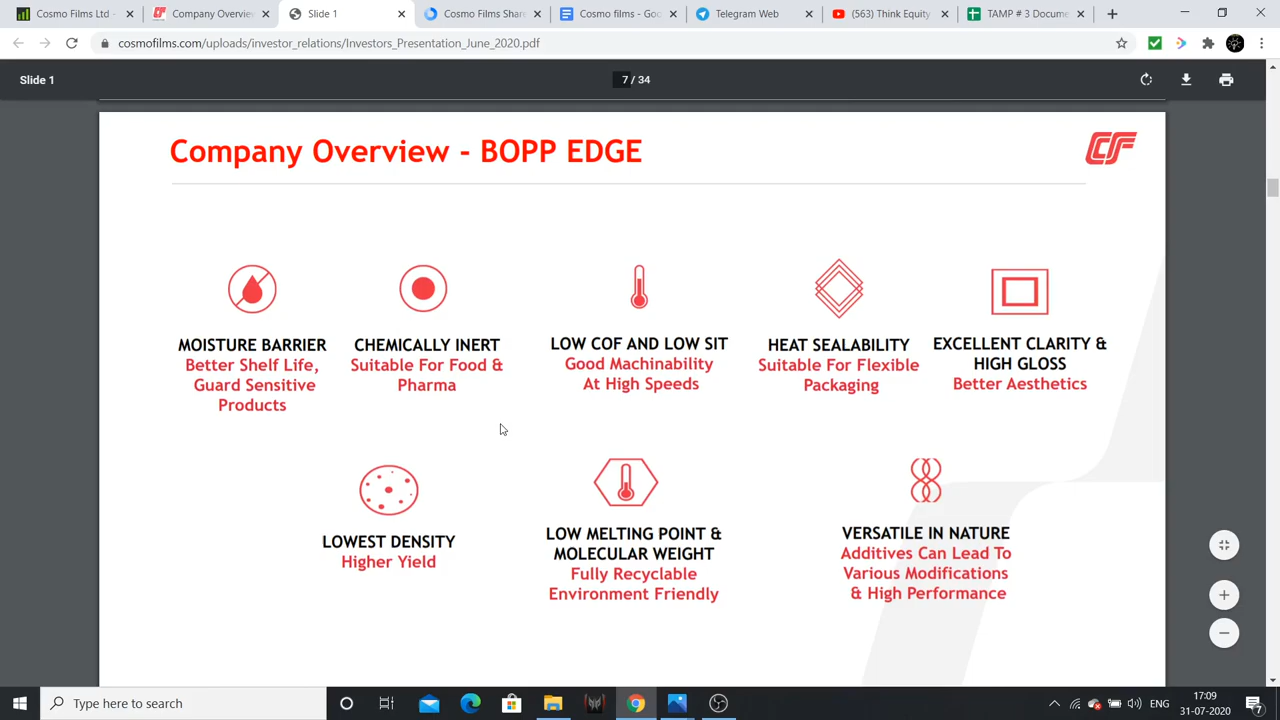 Cosmo Films Ltd -
Company Overvie
Slide 1
Cosmo Films Shar
Cosmo films - Goo
Telegram Web
(563) Think Equity
TAMP # 3 Docume
cosmofilms.com/uploads/investor_relations/Investors_Presentation_June_2020.pdf
Slide 1
7 / 34
Company Overview - BOPP EDGE
CF
MOISTURE BARRIER
Better Shelf Life,
Guard Sensitive
Products
CHEMICALLY INERT
Suitable For Food &
Pharma
LOW COF AND LOW SIT
Good Machinability
At High Speeds
HEAT SEALABILITY
Suitable For Flexible
Packaging
EXCELLENT CLARITY &
HIGH GLOSS
Better Aesthetics
LOWEST DENSITY
Higher Yield
LOW MELTING POINT &
MOLECULAR WEIGHT
Fully Recyclable
Environment Friendly
VERSATILE IN NATURE
Additives Can Lead To
Various Modifications
& High Performance
Type here to search
ENG
17:09
31-07-2020
7